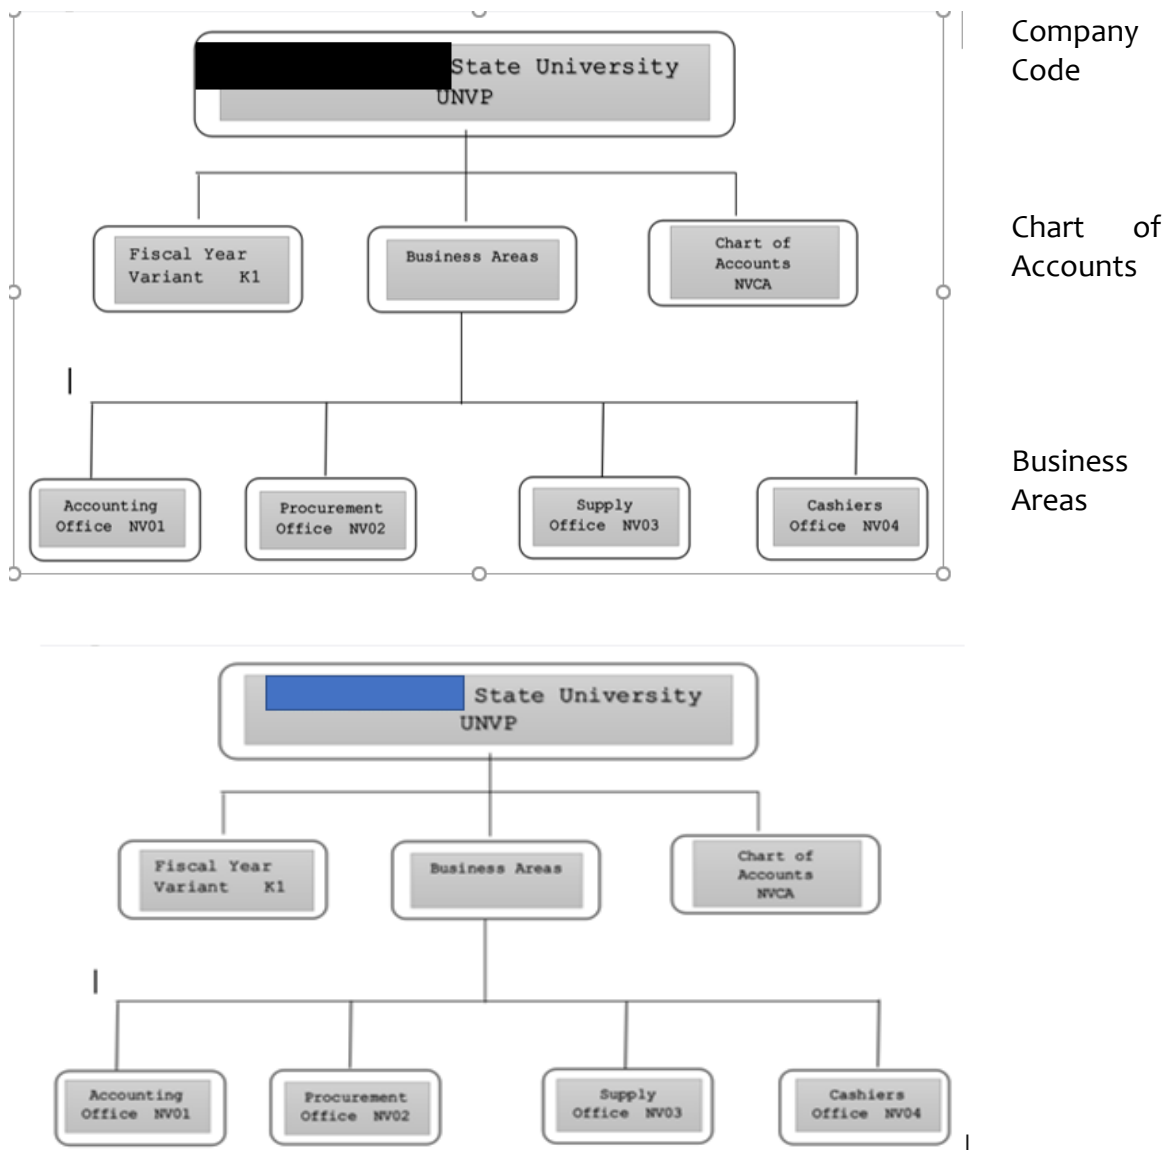 State University
UNVP
Company
Code
Fiscal Year
Variant K1
Business Areas
Chart of
Accounts
NVCA
Chart of
Accounts
Accounting
Office NV01
Procurement
Office NV02
Supply
Office NV03
Cashiers
Office NV04
Business
Areas
State University
UNVP
Fiscal Year
Variant K1
Business Areas
Chart of
Accounts
NVCA
Accounting
Office NV01
Procurement
Office NV02
Supply
Office NV03
Cashiers
Office NV04